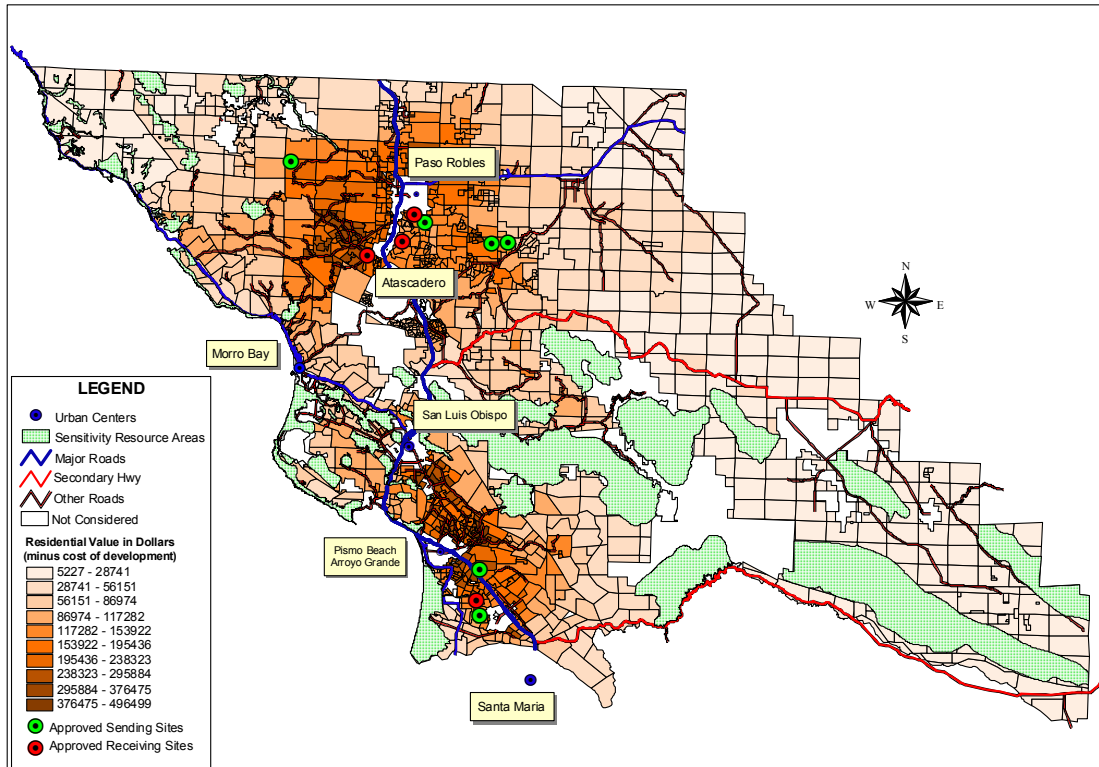 Paso Robles
Atascadero
Morro Bay
San Luis Obispo
Pismo Beach
Arroyo Grande
Santa Maria
N
W
E
S
LEGEND
Urban Centers
Sensitivity Resource Areas
Major Roads
Secondary Hwy
Other Roads
Not Considered
Residential Value in Dollars
(minus cost of development)
5227 - 28741
28741 - 56151
56151 - 86974
86974 - 117282
117282 - 153922
153922 - 195436
195436 - 238323
238323 - 295884
295884 - 376475
376475 - 496499
Approved Sending Sites
Approved Receiving Sites